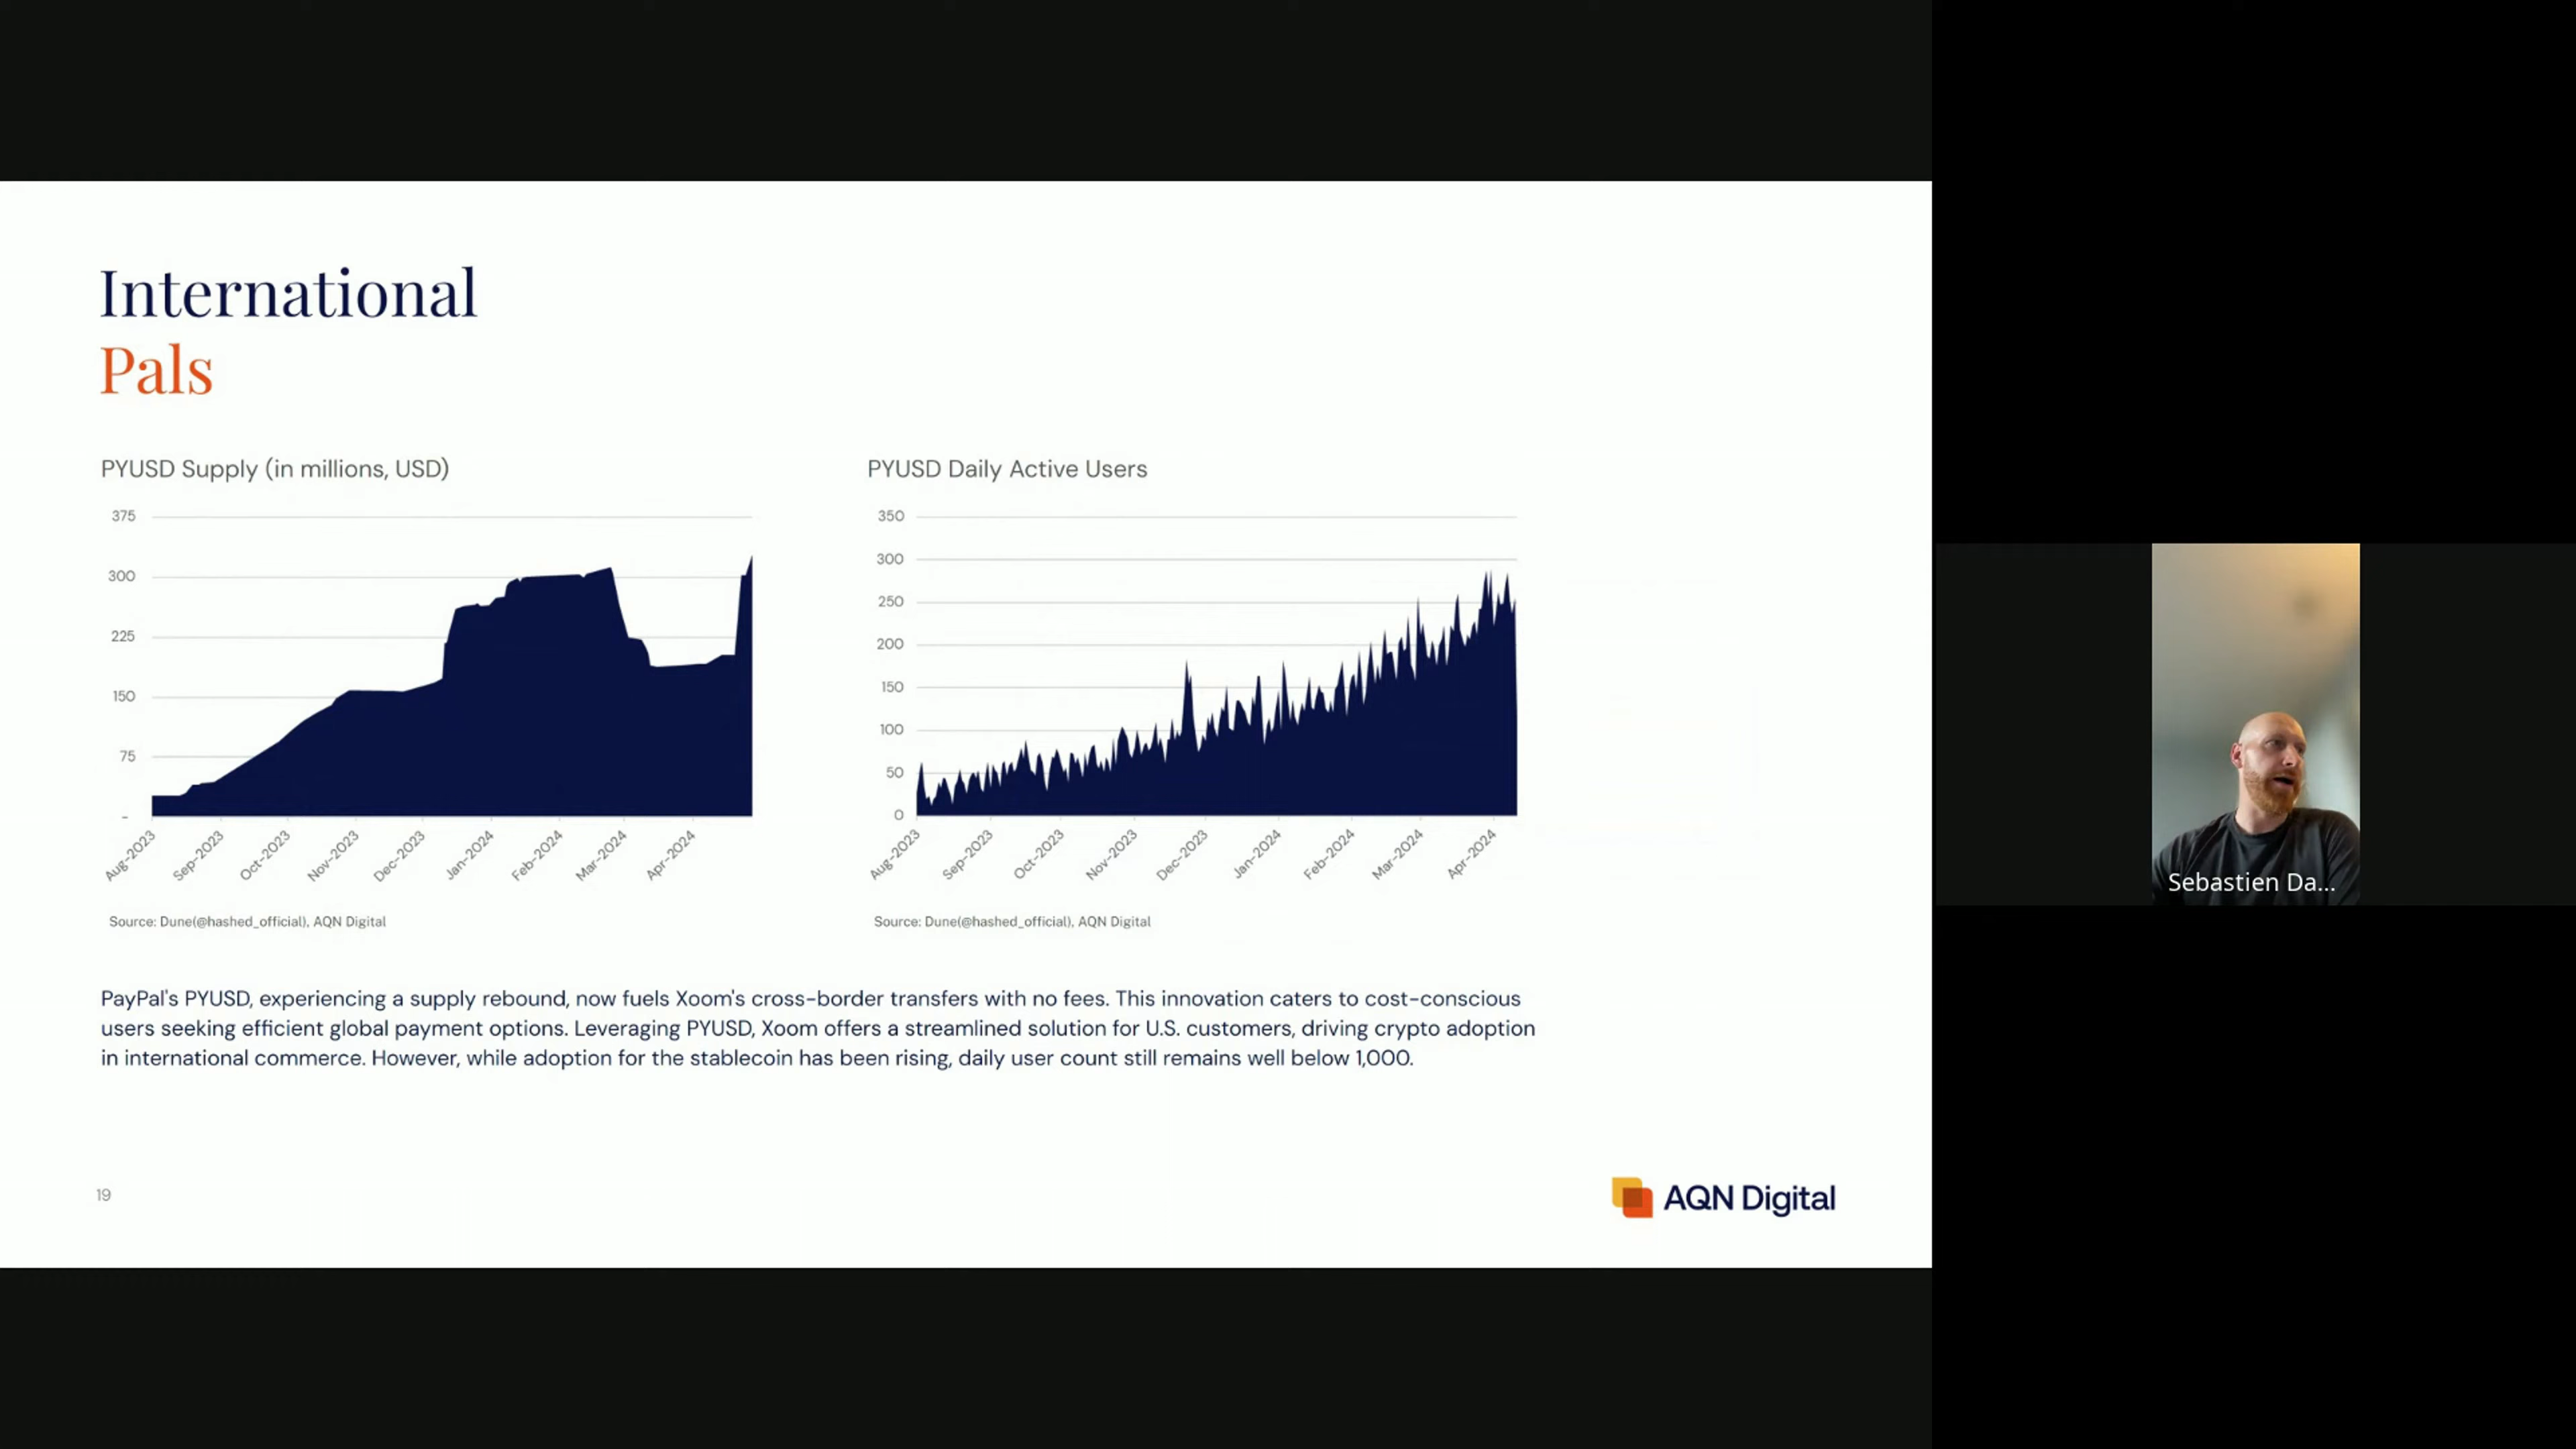 International
Pals
PYUSD Supply (in millions, USD)
375
300
225
150
75
-
Aug-2023
Sep-2023
Oct-2023
Nov-2023
Dec-2023
Jan-2024
Feb-2024
Mar-2024
Apr-2024
Source: Dune(@hashed_official), AQN Digital
PYUSD Daily Active Users
350
300
250
200
150
100
50
0
Aug-2023
Sep-2023
Oct-2023
Nov-2023
Dec-2023
Jan-2024
Feb-2024
Mar-2024
Apr-2024
Source: Dune(@hashed_official), AQN Digital
PayPal's PYUSD, experiencing a supply rebound, now fuels Xoom's cross-border transfers with no fees. This innovation caters to cost-conscious
users seeking efficient global payment options. Leveraging PYUSD, Xoom offers a streamlined solution for U.S. customers, driving crypto adoption
in international commerce. However, while adoption for the stablecoin has been rising, daily user count still remains well below 1,000.
19
AQN Digital
Sebastien Da...